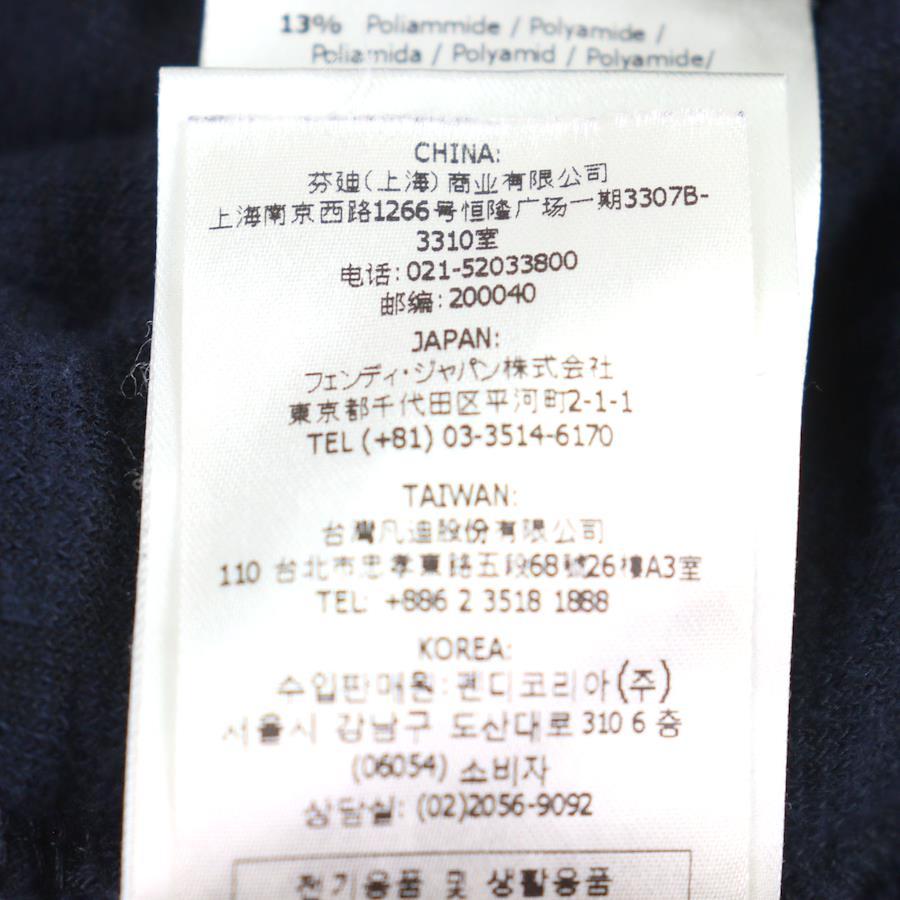 13% Poliammide / Polyamide /
Poliamida / Polyamid / Polyamide/
CHINA:
芬迪(上海)商业有限公司
上海南京西路1266号恒隆广场一期3307B-
3310室
电话:021-52033800
邮编:200040
JAPAN:
フェンディ・ジャパン株式会社
東京都千代田区平河町2-1-1
TEL (+81) 03-3514-6170
TAIWAN:
台灣凡迪股份有限公司
110 台北市忠孝東路五段68號26樓A3室
TEL: +886 2 3518 1888
KOREA:
수입판매원: 펜디코리아(주)
서울시 강남구 도산대로 310 6 층
(06054) 소비자
상담실: (02)2056-9092
전기용품 및 생활용품